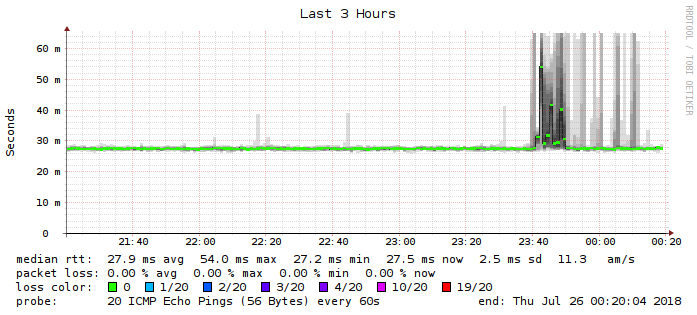 Last 3 Hours
RRDTOOL / TOBI OETIKER
Seconds
60 m
50 m
40 m
30 m
20 m
10 m
0
21:40 22:00 22:20 22:40 23:00 23:20 23:40 00:00 00:20
median rtt: 27.9 ms avg 54.0 ms max 27.2 ms min 27.5 ms now 2.5 ms sd 11.3 am/s
packet loss: 0.00 % avg 0.00 % max 0.00 % min 0.00 % now
loss color: 0 1/20 2/20 3/20 4/20 10/20 19/20
probe: 20 ICMP Echo Pings (56 Bytes) every 60s end: Thu Jul 26 00:20:04 2018